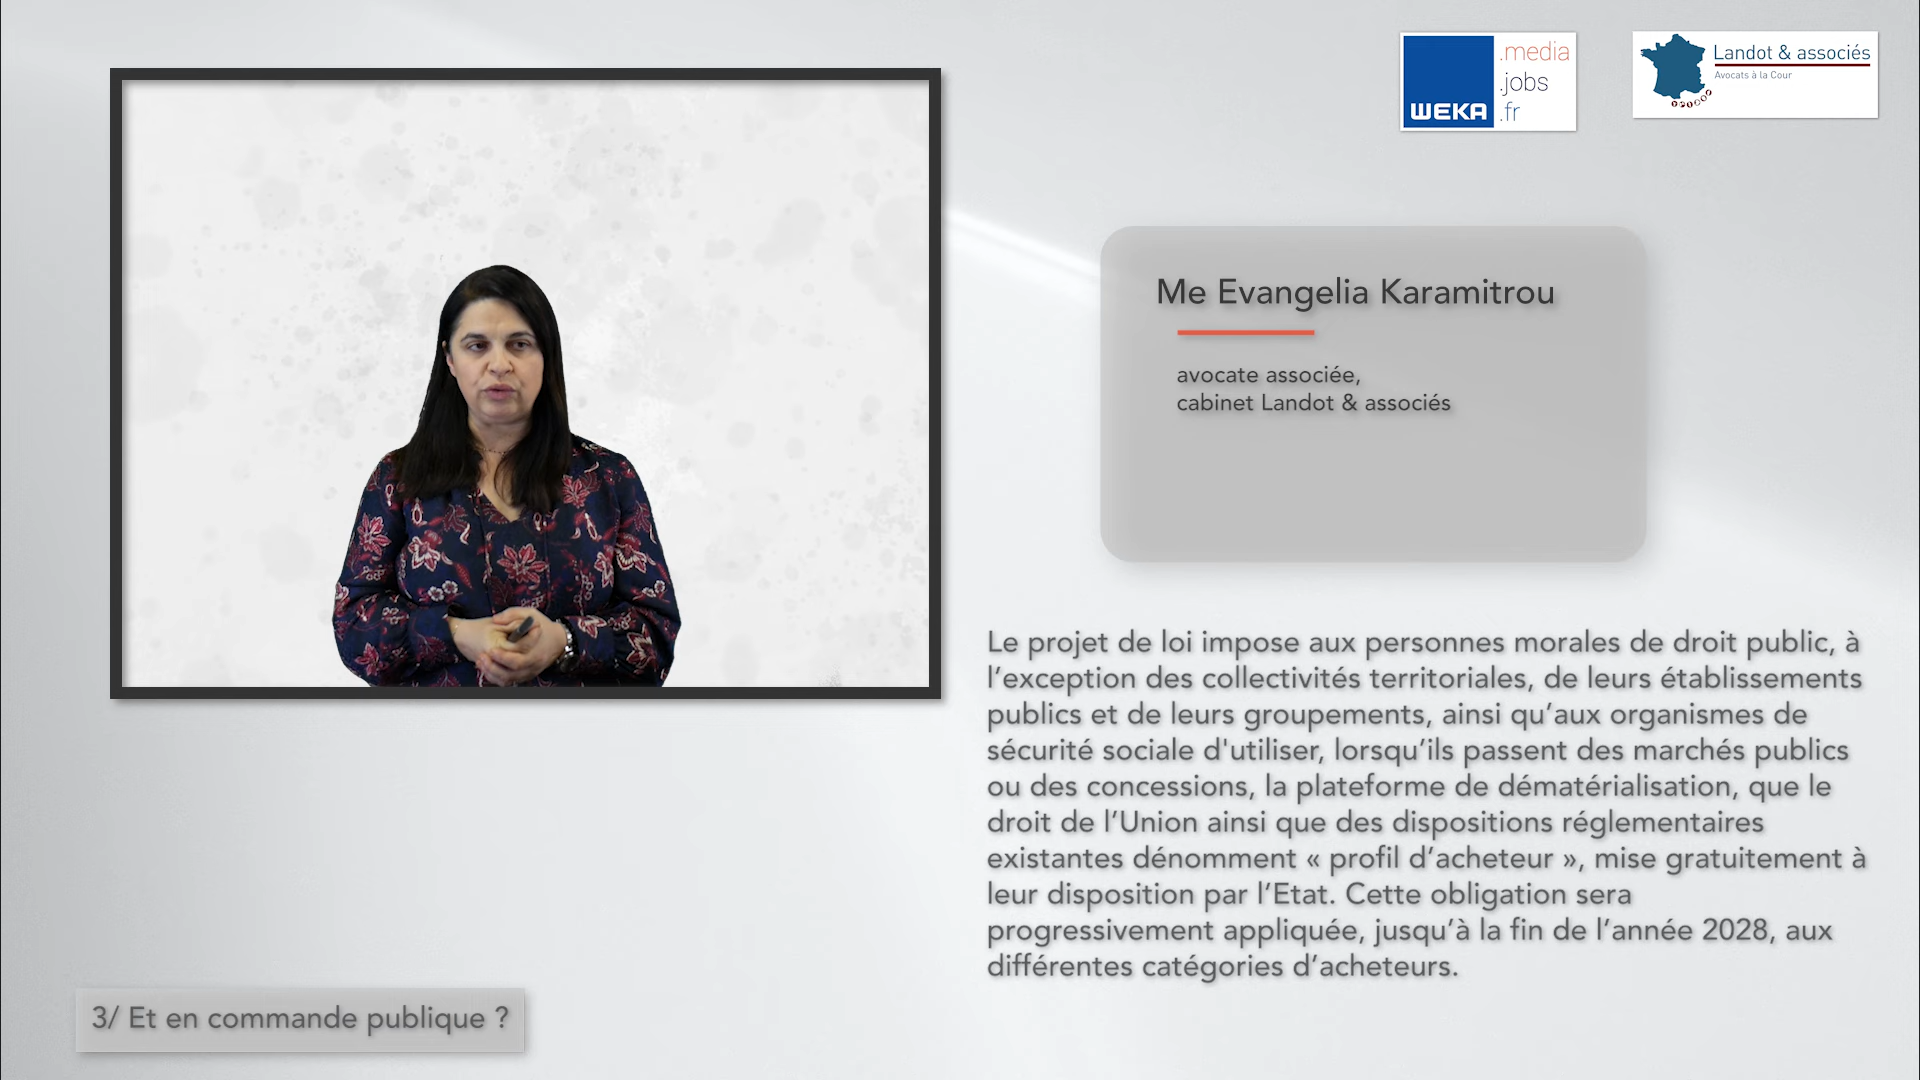 WEKA
.media
.jobs
.fr
Landot & associés
Avocats à la Cour
Me Evangelia Karamitrou
avocate associée,
cabinet Landot & associés
Le projet de loi impose aux personnes morales de droit public, à
l’exception des collectivités territoriales, de leurs établissements
publics et de leurs groupements, ainsi qu’aux organismes de
sécurité sociale d'utiliser, lorsqu’ils passent des marchés publics
ou des concessions, la plateforme de dématérialisation, que le
droit de l’Union ainsi que des dispositions réglementaires
existantes dénomment « profil d’acheteur », mise gratuitement à
leur disposition par l’Etat. Cette obligation sera
progressivement appliquée, jusqu’à la fin de l’année 2028, aux
différentes catégories d’acheteurs.
3/ Et en commande publique ?